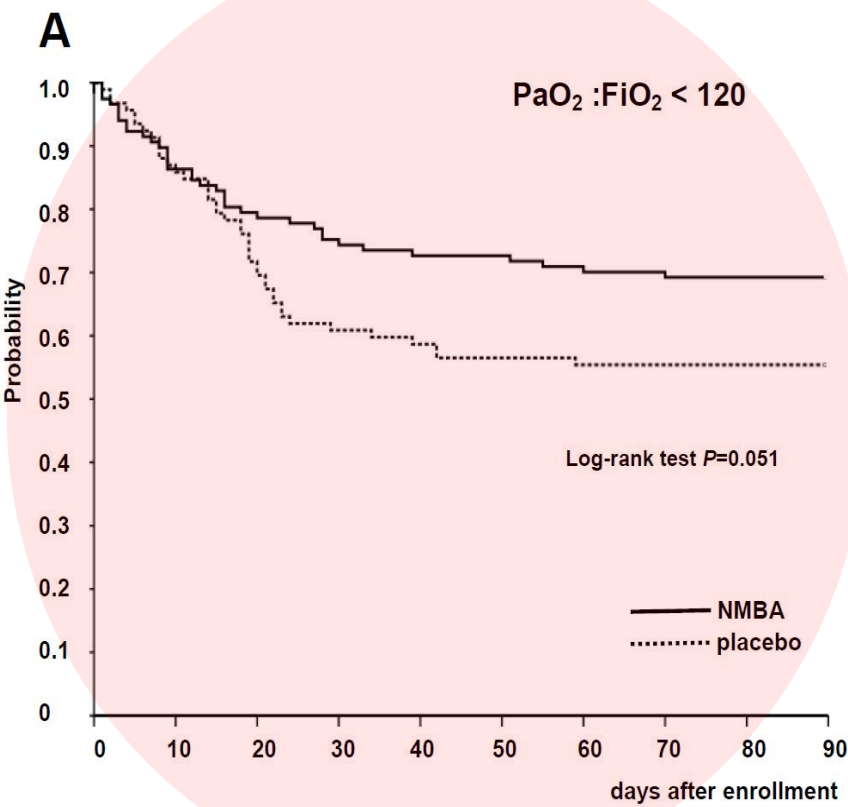 A
PaO₂ :FiO₂ < 120
1.0
0.9
0.8
0.7
0.6
0.5
0.4
0.3
0.2
0.1
0
Probability
Log-rank test P=0.051
NMBA
placebo
0 10 20 30 40 50 60 70 80 90
days after enrollment